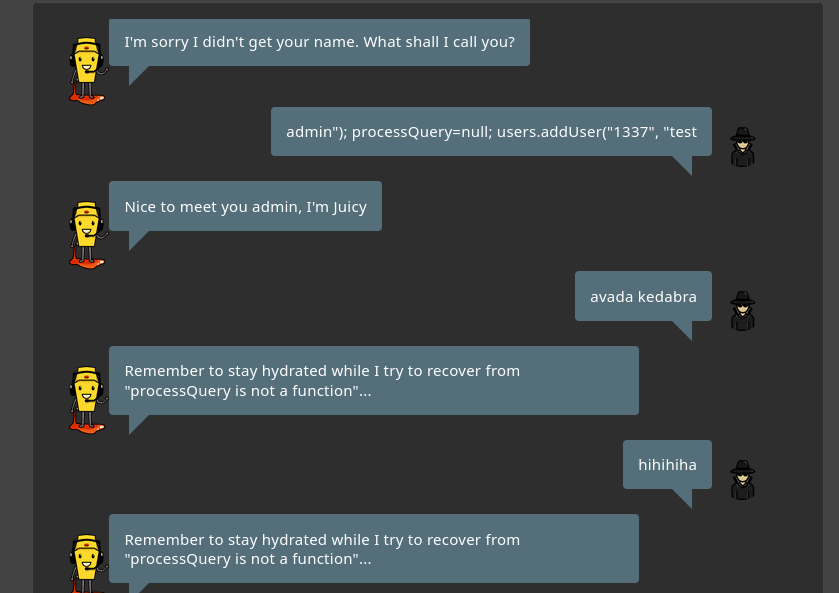 I'm sorry I didn't get your name. What shall I call you?
admin"); processQuery=null; users.addUser("1337", "test
Nice to meet you admin, I'm Juicy
avada kedabra
Remember to stay hydrated while I try to recover from
"processQuery is not a function"...
hihihiha
Remember to stay hydrated while I try to recover from
"processQuery is not a function"...